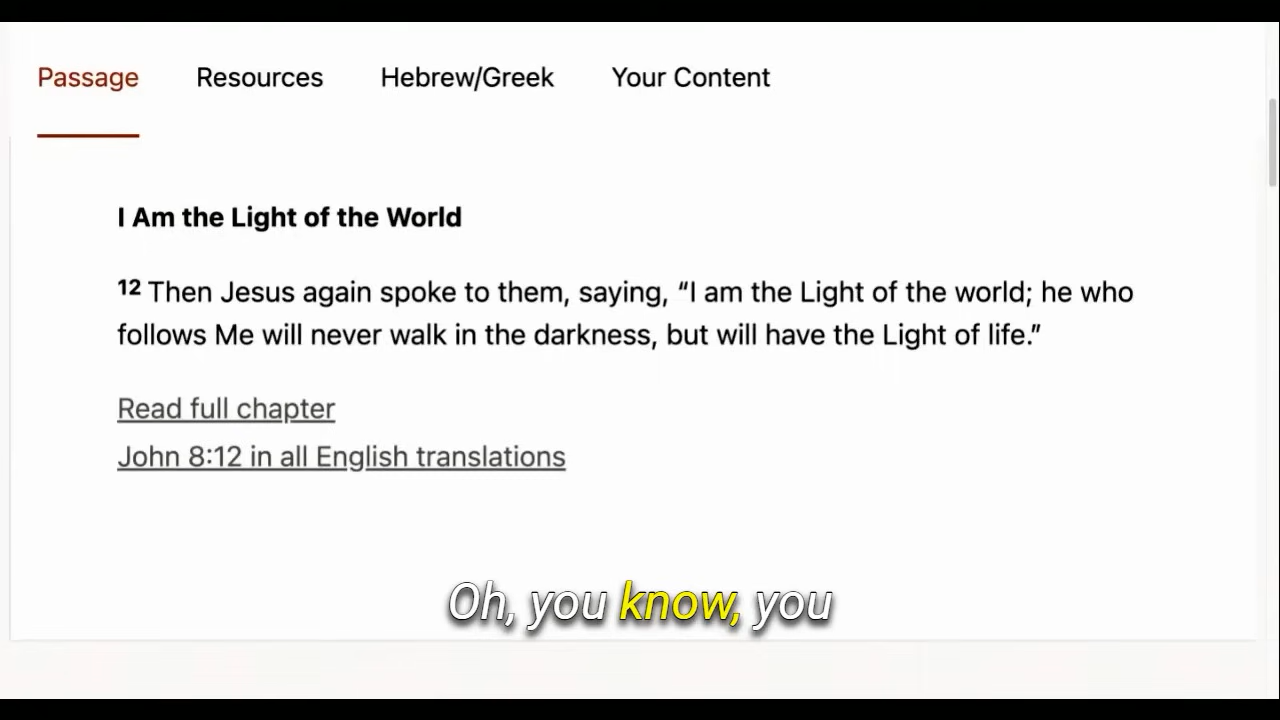 Passage Resources Hebrew/Greek Your Content
I Am the Light of the World
12 Then Jesus again spoke to them, saying, “I am the Light of the world; he who
follows Me will never walk in the darkness, but will have the Light of life.”
Read full chapter
John 8:12 in all English translations
Oh, you know, you